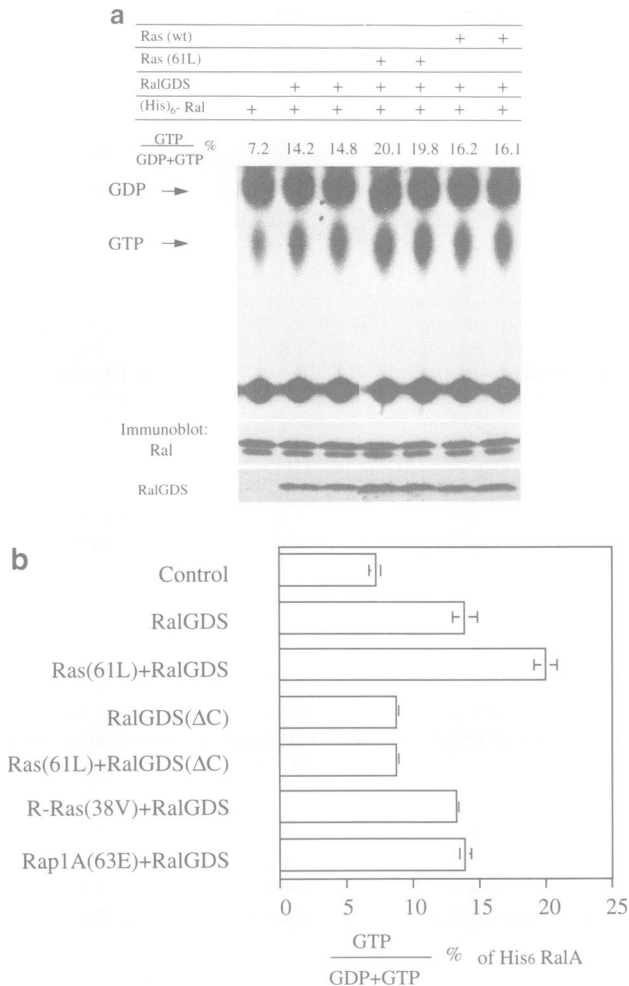 a
Ras (wt) + +
Ras (61L) + +
RalGDS + + + + + +
(His)6- Ral + + + + + + +
GTP
GDP+GTP
% 7.2 14.2 14.8 20.1 19.8 16.2 16.1
GDP
GTP
Immunoblot:
Ral
RalGDS
b
Control
RalGDS
Ras(61L)+RalGDS
RalGDS(ΔC)
Ras(61L)+RalGDS(ΔC)
R-Ras(38V)+RalGDS
Rap1A(63E)+RalGDS
0 5 10 15 20 25
GTP
GDP+GTP
% of His6 RalA